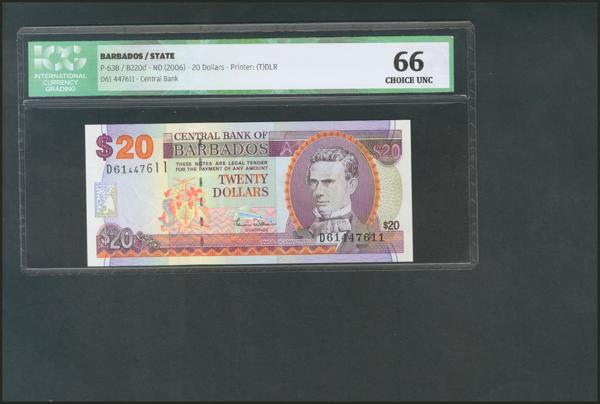 ICG
INTERNATIONAL
CURRENCY
GRADING
BARBADOS / STATE
P-63B / B220d - ND (2006) - 20 Dollars - Printer: (T)DLR
D61 447611 - Central Bank
66
CHOICE UNC
$20
CENTRAL BANK OF
BARBADOS
$20
D61447611
THESE NOTES ARE LEGAL TENDER
FOR THE PAYMENT OF ANY AMOUNT
TWENTY
DOLLARS
$20
GOVERNOR
$20
D61447611